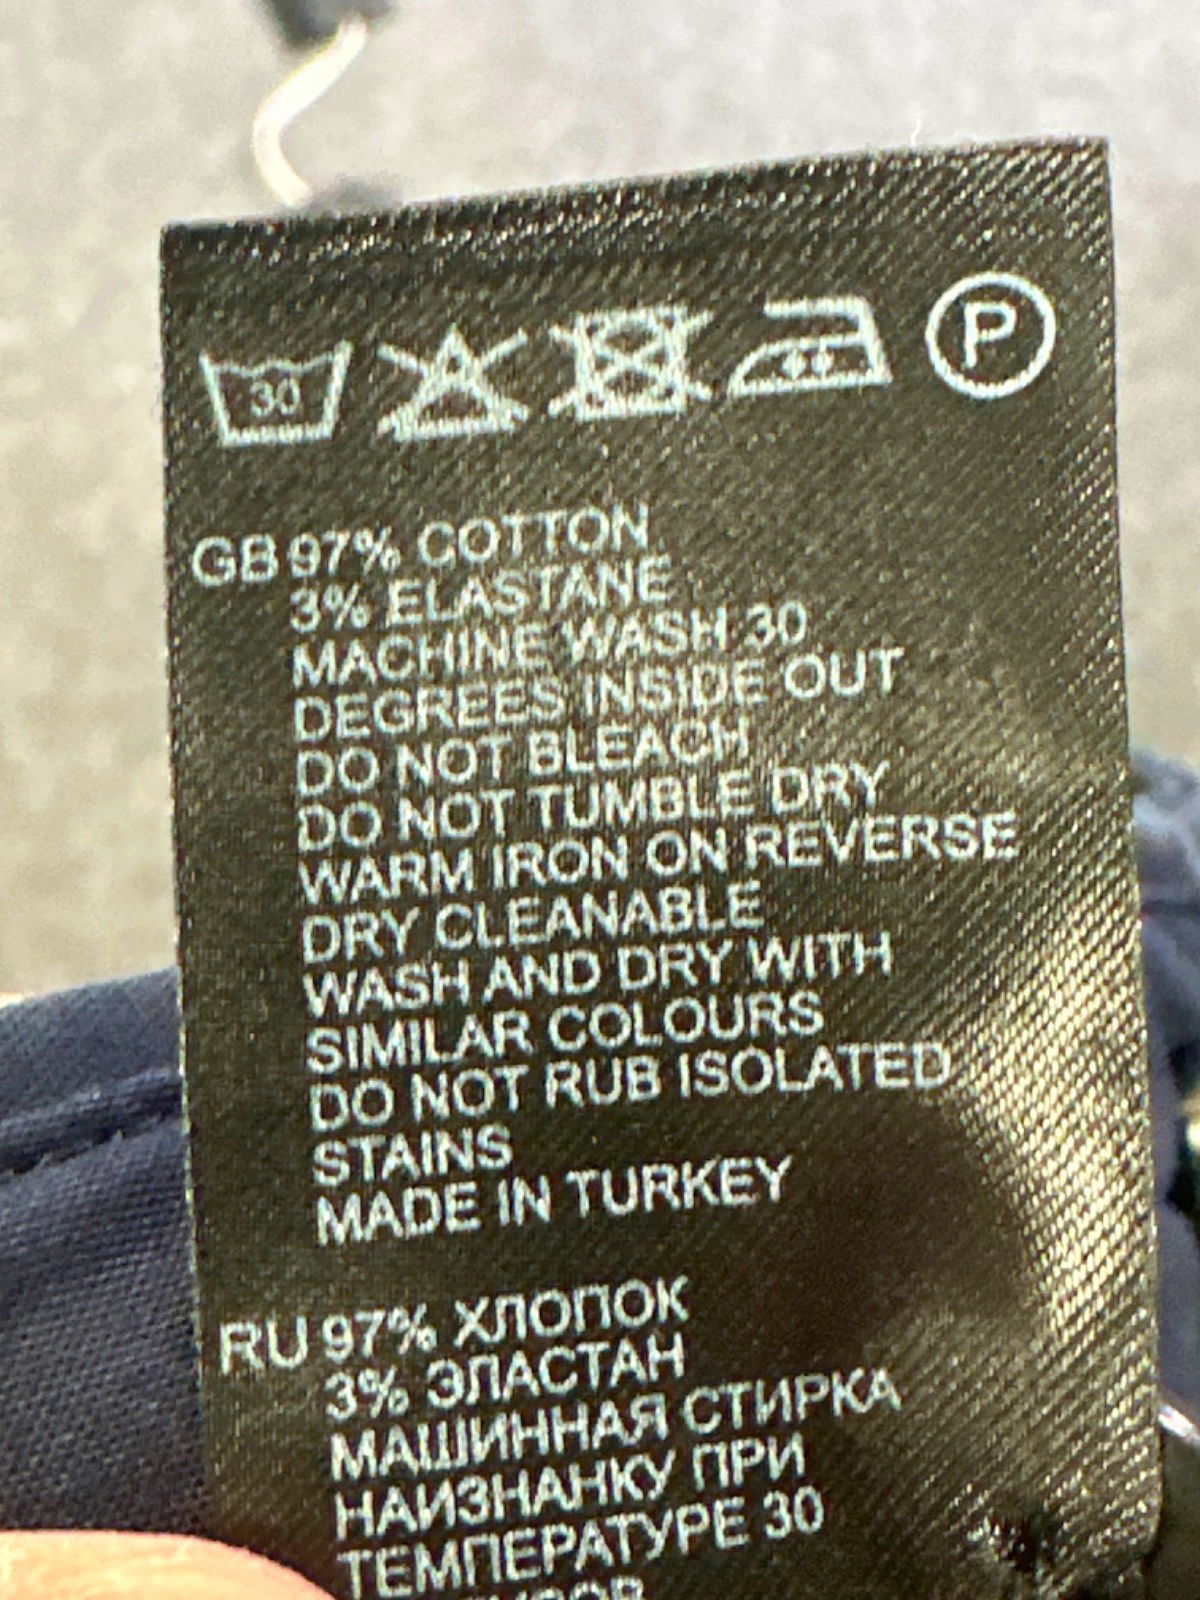 30
P
GB 97% COTTON
3% ELASTANE
MACHINE WASH 30
DEGREES INSIDE OUT
DO NOT BLEACH
DO NOT TUMBLE DRY
WARM IRON ON REVERSE
DRY CLEANABLE
WASH AND DRY WITH
SIMILAR COLOURS
DO NOT RUB ISOLATED
STAINS
MADE IN TURKEY
RU 97% ХЛОПОК
3% ЭЛАСТАН
МАШИННАЯ СТИРКА
НАИЗНАНКУ ПРИ
ТЕМПЕРАТУРЕ 30